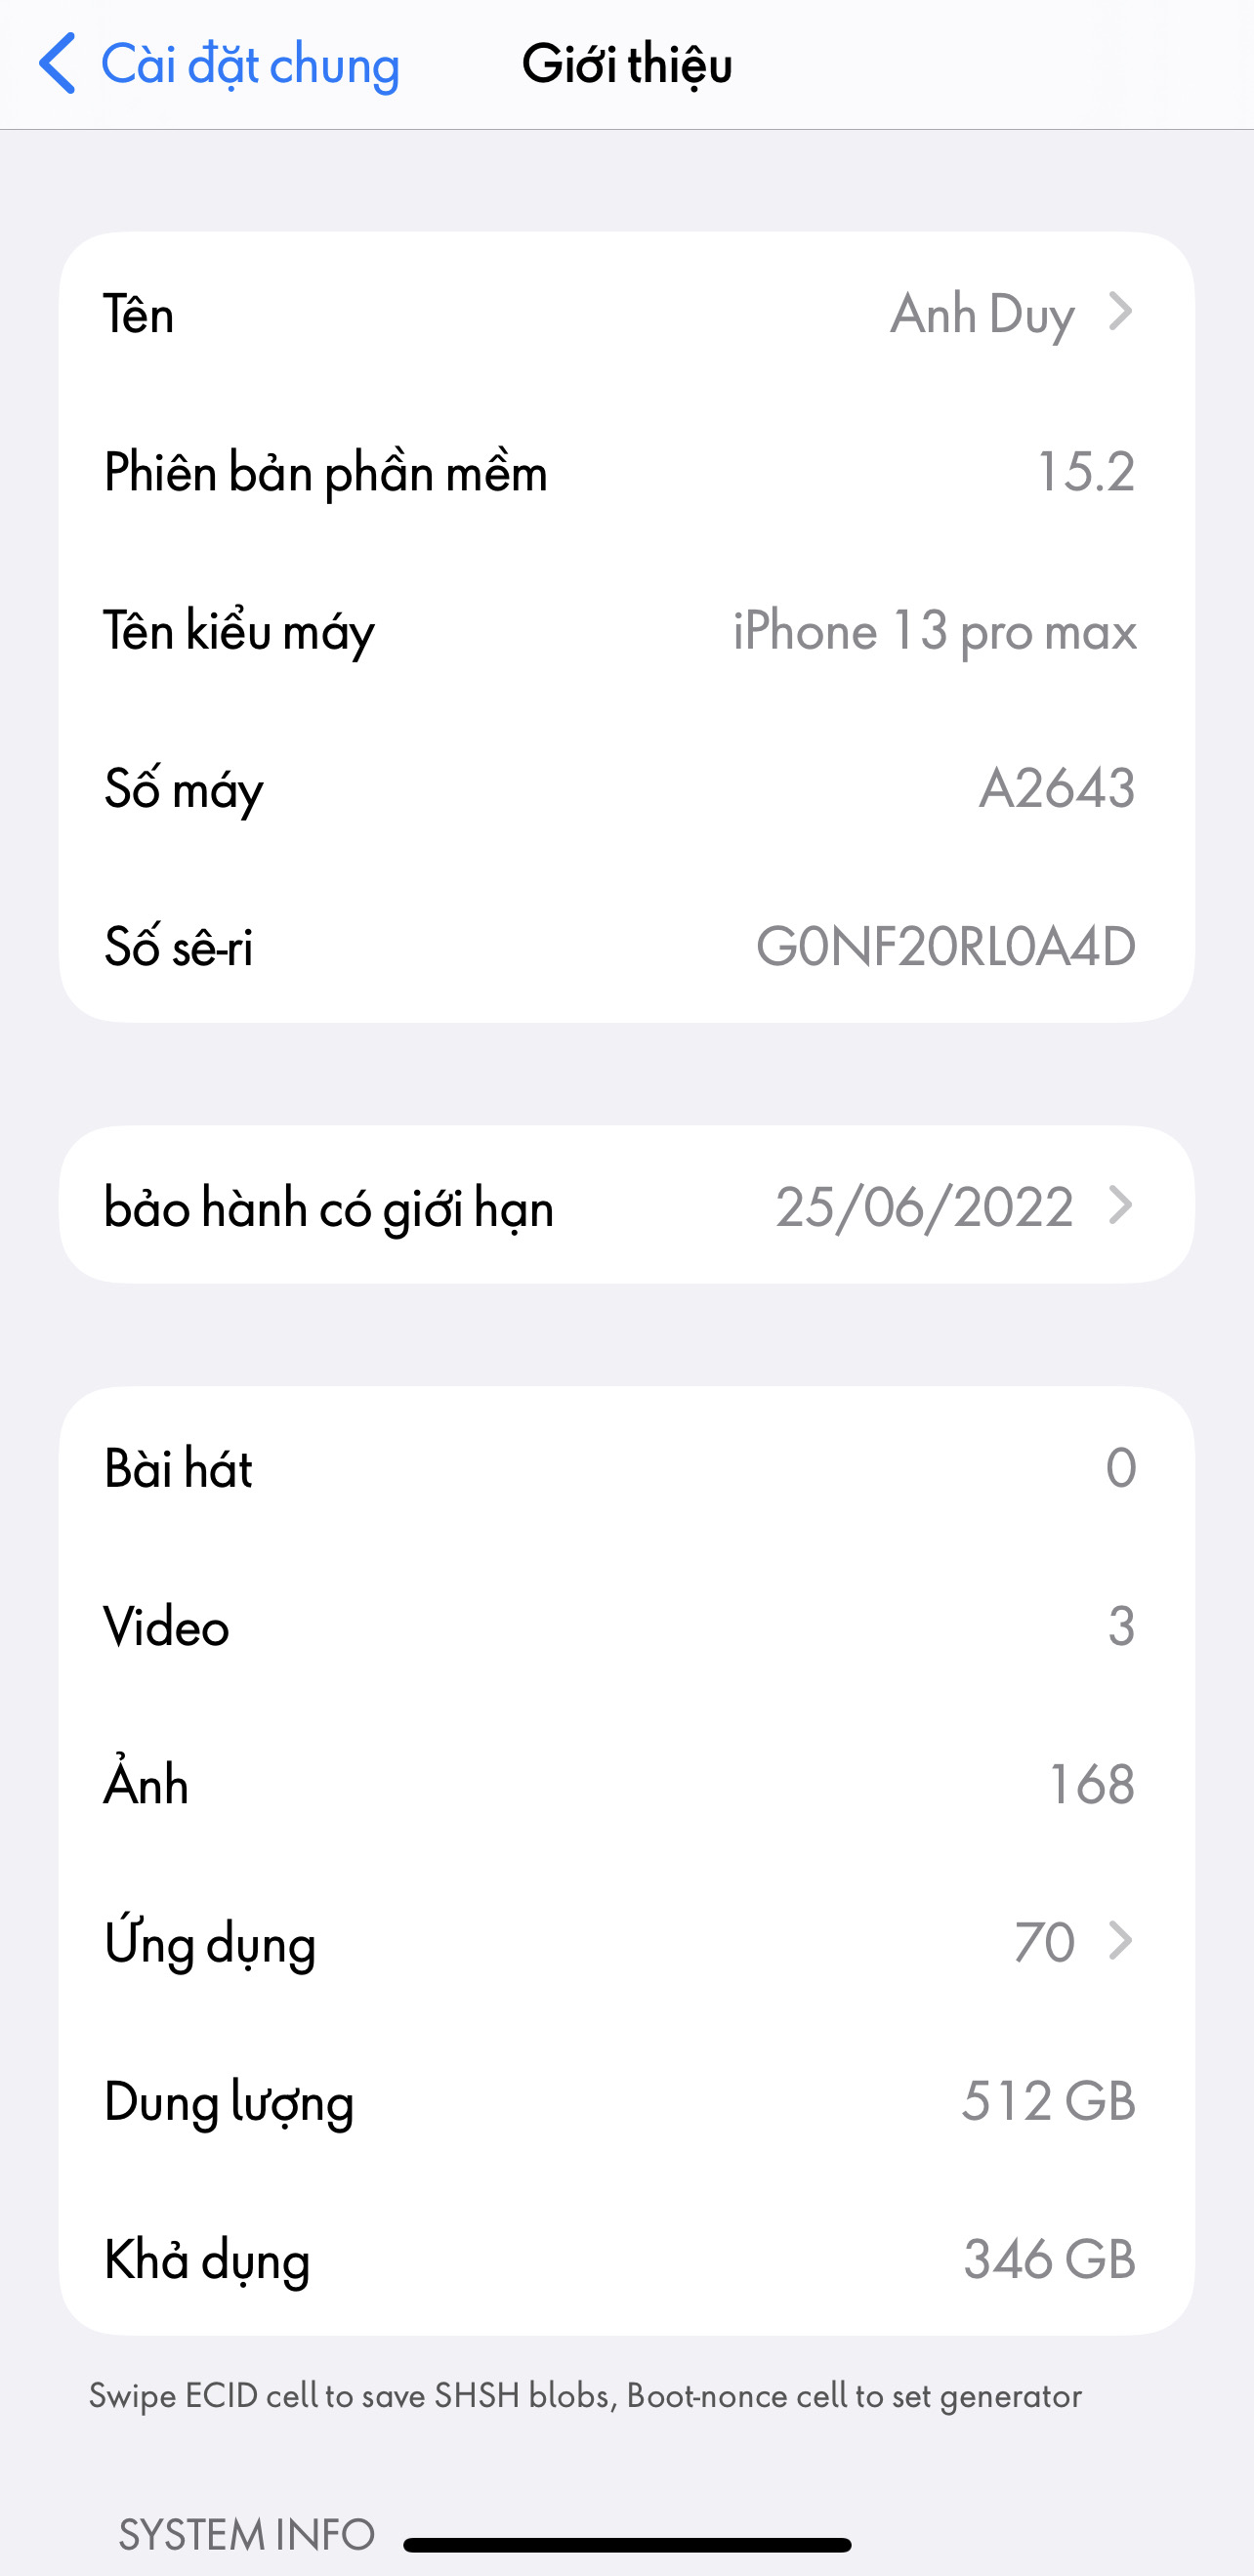 Cài đặt chung
Giới thiệu
Tên Anh Duy
Phiên bản phần mềm 15.2
Tên kiểu máy iPhone 13 pro max
Số máy A2643
Số sê-ri G0NF20RL0A4D
bảo hành có giới hạn 25/06/2022
Bài hát 0
Video 3
Ảnh 168
Ứng dụng 70
Dung lượng 512 GB
Khả dụng 346 GB
Swipe ECID cell to save SHSH blobs, Boot-nonce cell to set generator
SYSTEM INFO